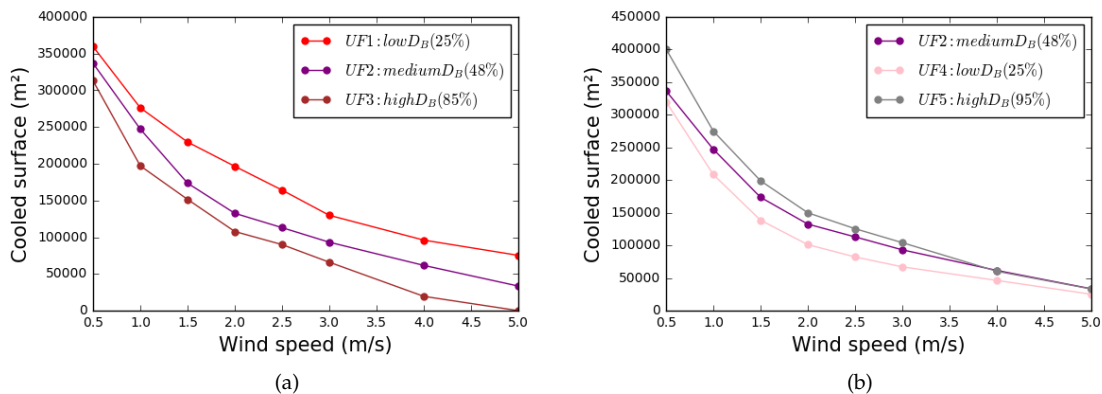 400000
350000
300000
250000
200000
150000
100000
50000
0
Cooled surface (m²)
UF1: lowD_B(25%)
UF2: mediumD_B(48%)
UF3: highD_B(85%)
0.5 1.0 1.5 2.0 2.5 3.0 3.5 4.0 4.5 5.0
Wind speed (m/s)
(a)
450000
400000
350000
300000
250000
200000
150000
100000
50000
0
Cooled surface (m²)
UF2: mediumD_B(48%)
UF4: lowD_B(25%)
UF5: highD_B(95%)
0.5 1.0 1.5 2.0 2.5 3.0 3.5 4.0 4.5 5.0
Wind speed (m/s)
(b)